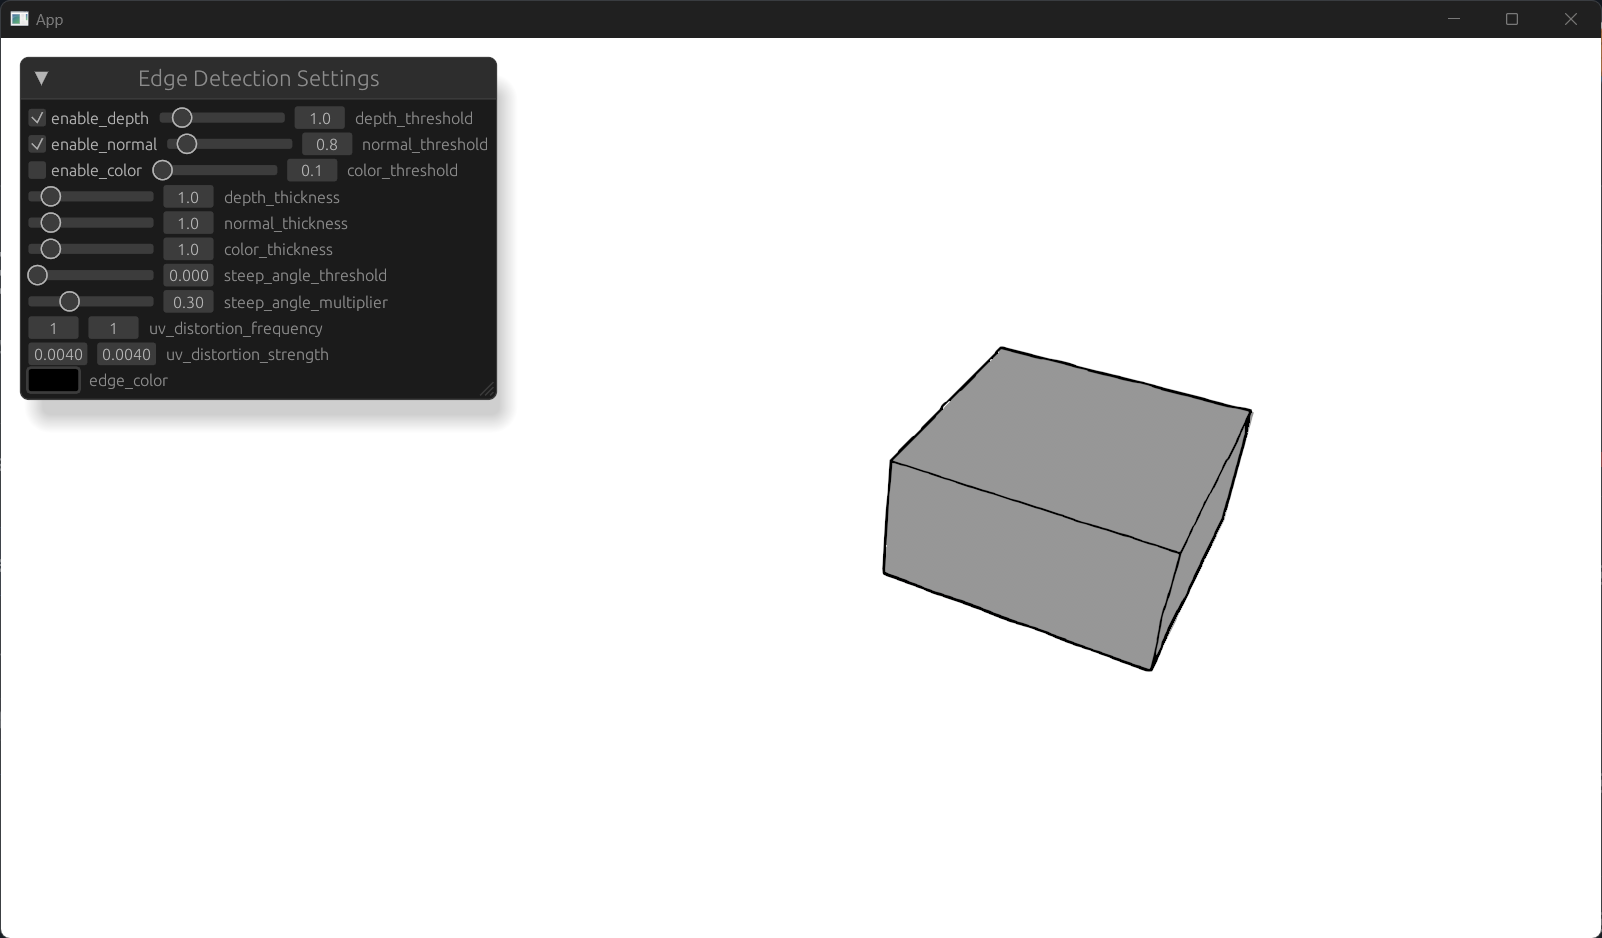 App
Edge Detection Settings
enable_depth 1.0 depth_threshold
enable_normal 0.8 normal_threshold
enable_color 0.1 color_threshold
1.0 depth_thickness
1.0 normal_thickness
1.0 color_thickness
0.000 steep_angle_threshold
0.30 steep_angle_multiplier
1 1 uv_distortion_frequency
0.0040 0.0040 uv_distortion_strength
edge_color